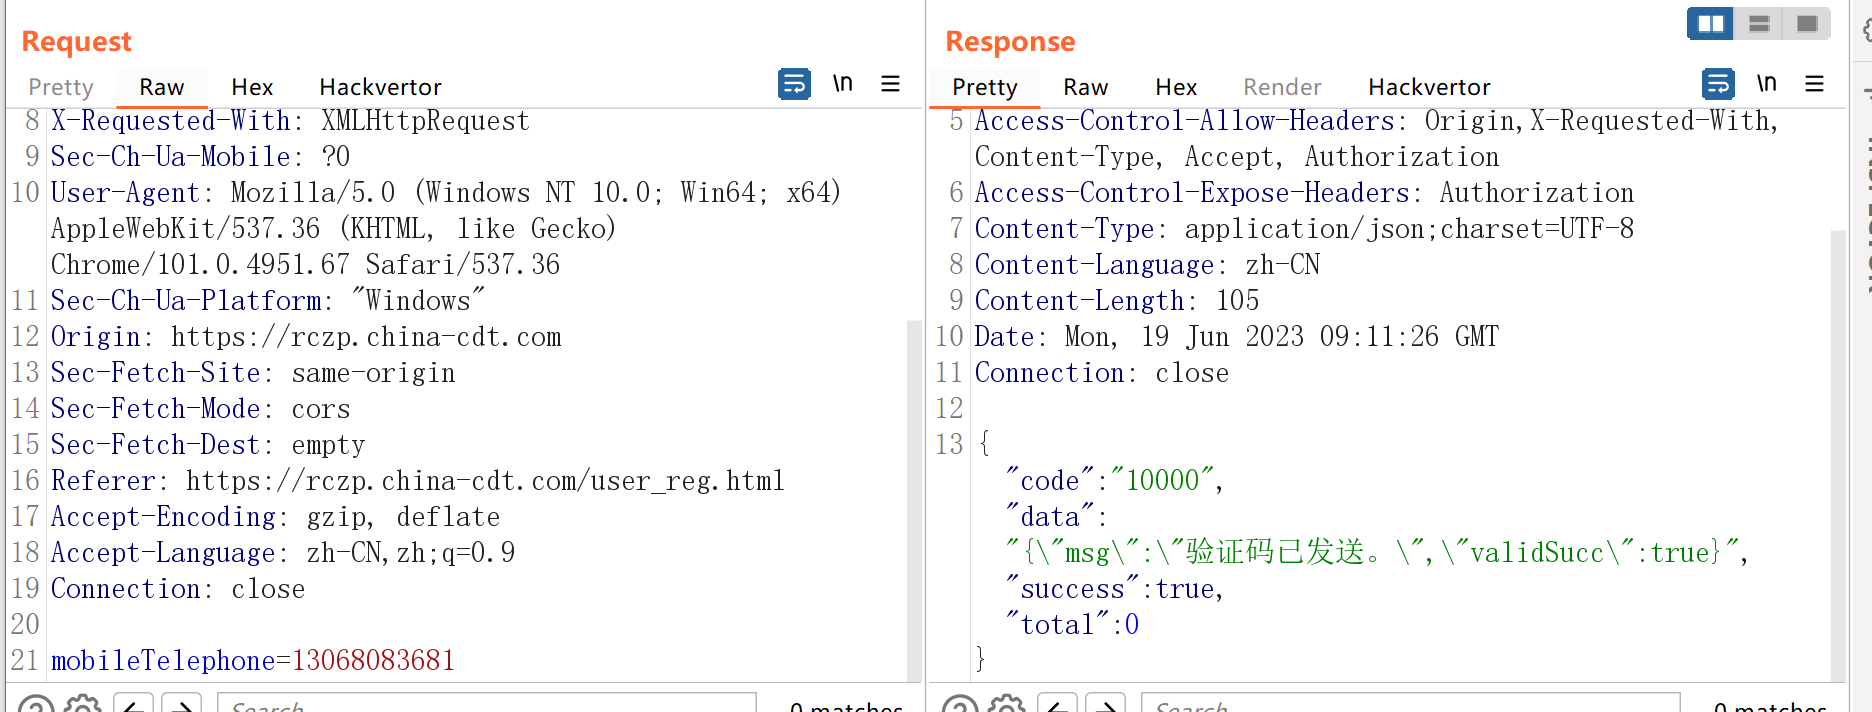 Request
Pretty Raw Hex Hackvertor \n
8 X-Requested-With: XMLHttpRequest
9 Sec-Ch-Ua-Mobile: ?0
10 User-Agent: Mozilla/5.0 (Windows NT 10.0; Win64; x64)
AppleWebKit/537.36 (KHTML, like Gecko)
Chrome/101.0.4951.67 Safari/537.36
11 Sec-Ch-Ua-Platform: "Windows"
12 Origin: https://rczp.china-cdt.com
13 Sec-Fetch-Site: same-origin
14 Sec-Fetch-Mode: cors
15 Sec-Fetch-Dest: empty
16 Referer: https://rczp.china-cdt.com/user_reg.html
17 Accept-Encoding: gzip, deflate
18 Accept-Language: zh-CN,zh;q=0.9
19 Connection: close
20
21 mobileTelephone=13068083681
Search... 0 matches
Response
Pretty Raw Hex Render Hackvertor \n
5 Access-Control-Allow-Headers: Origin,X-Requested-With,
Content-Type, Accept, Authorization
6 Access-Control-Expose-Headers: Authorization
7 Content-Type: application/json;charset=UTF-8
8 Content-Language: zh-CN
9 Content-Length: 105
10 Date: Mon, 19 Jun 2023 09:11:26 GMT
11 Connection: close
12
13 {
"code":"10000",
"data":
"{\"msg\":\"验证码已发送。\",\"validSucc\":true}",
"success":true,
"total":0
}
Search... 0 matches